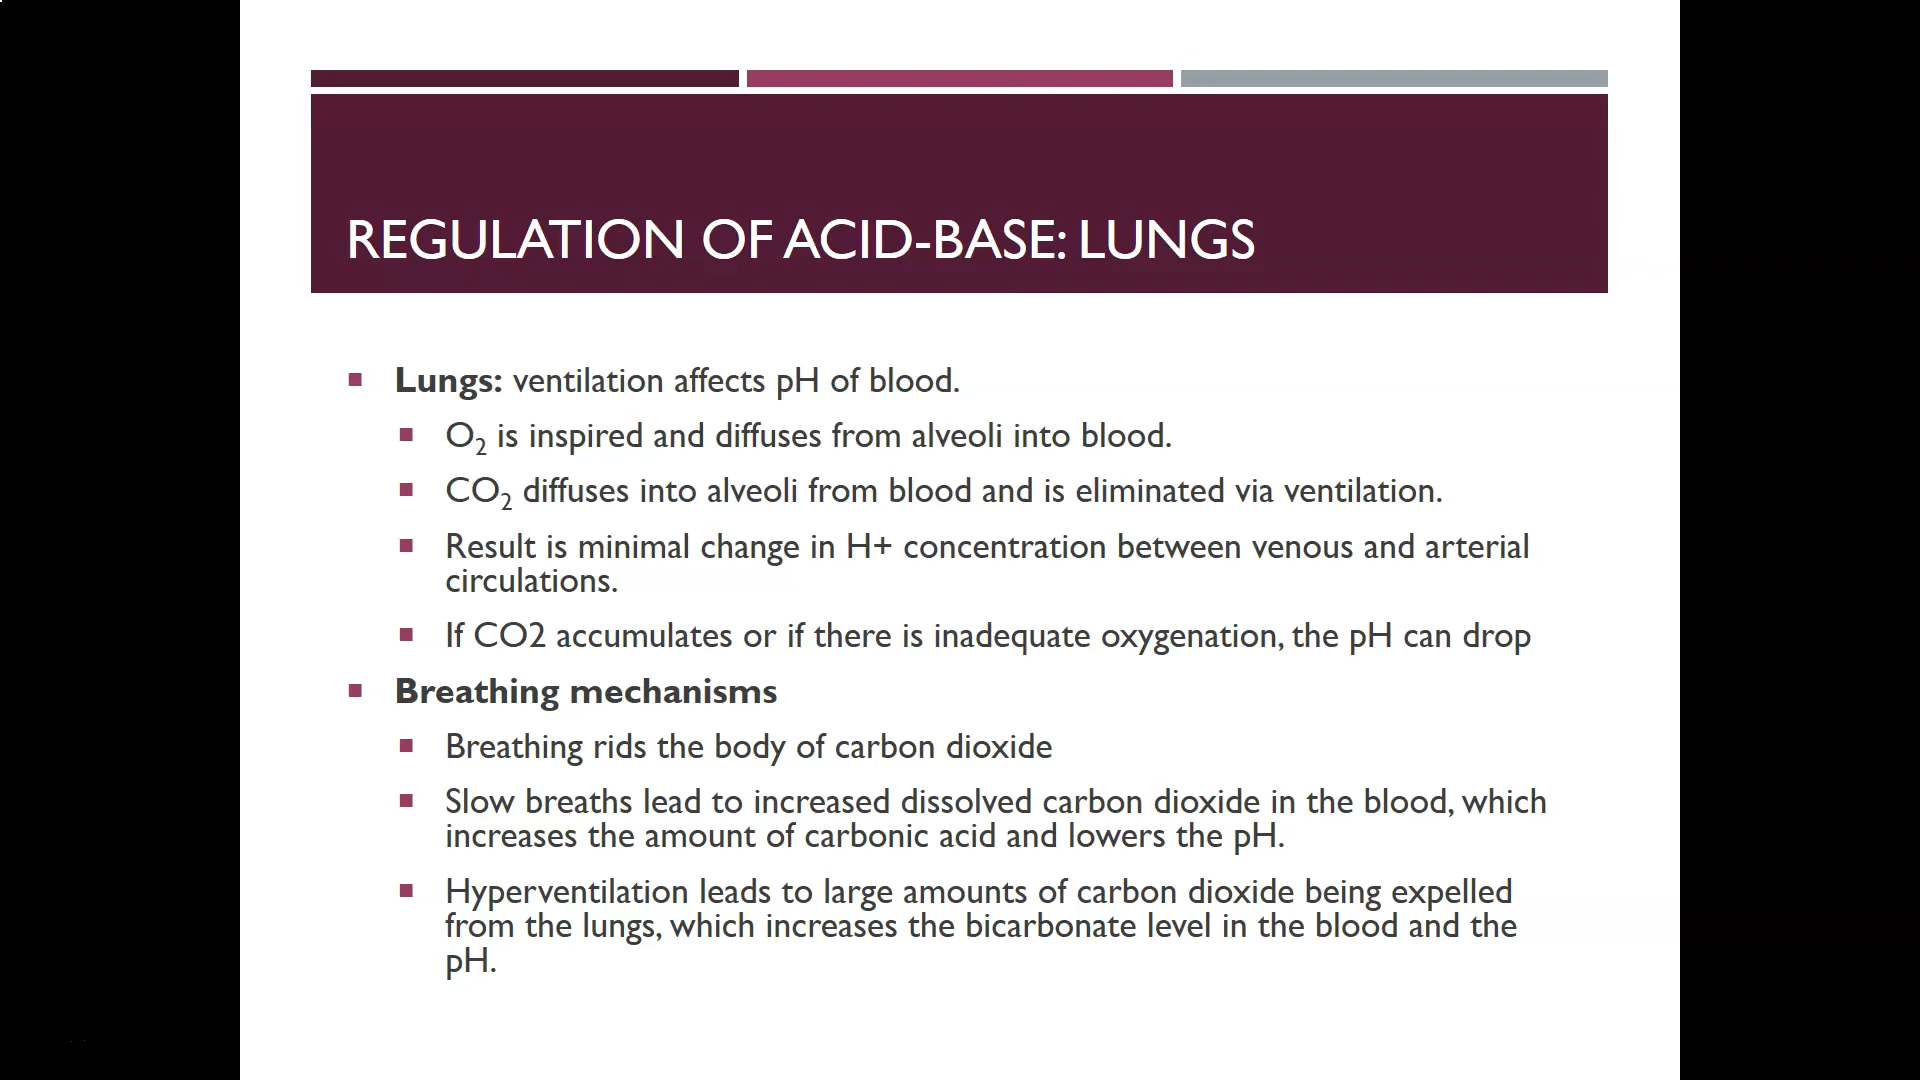 REGULATION OF ACID-BASE: LUNGS
Lungs: ventilation affects pH of blood.
O₂ is inspired and diffuses from alveoli into blood.
CO₂ diffuses into alveoli from blood and is eliminated via ventilation.
Result is minimal change in H+ concentration between venous and arterial
circulations.
If CO2 accumulates or if there is inadequate oxygenation, the pH can drop
Breathing mechanisms
Breathing rids the body of carbon dioxide
Slow breaths lead to increased dissolved carbon dioxide in the blood, which
increases the amount of carbonic acid and lowers the pH.
Hyperventilation leads to large amounts of carbon dioxide being expelled
from the lungs, which increases the bicarbonate level in the blood and the
pH.